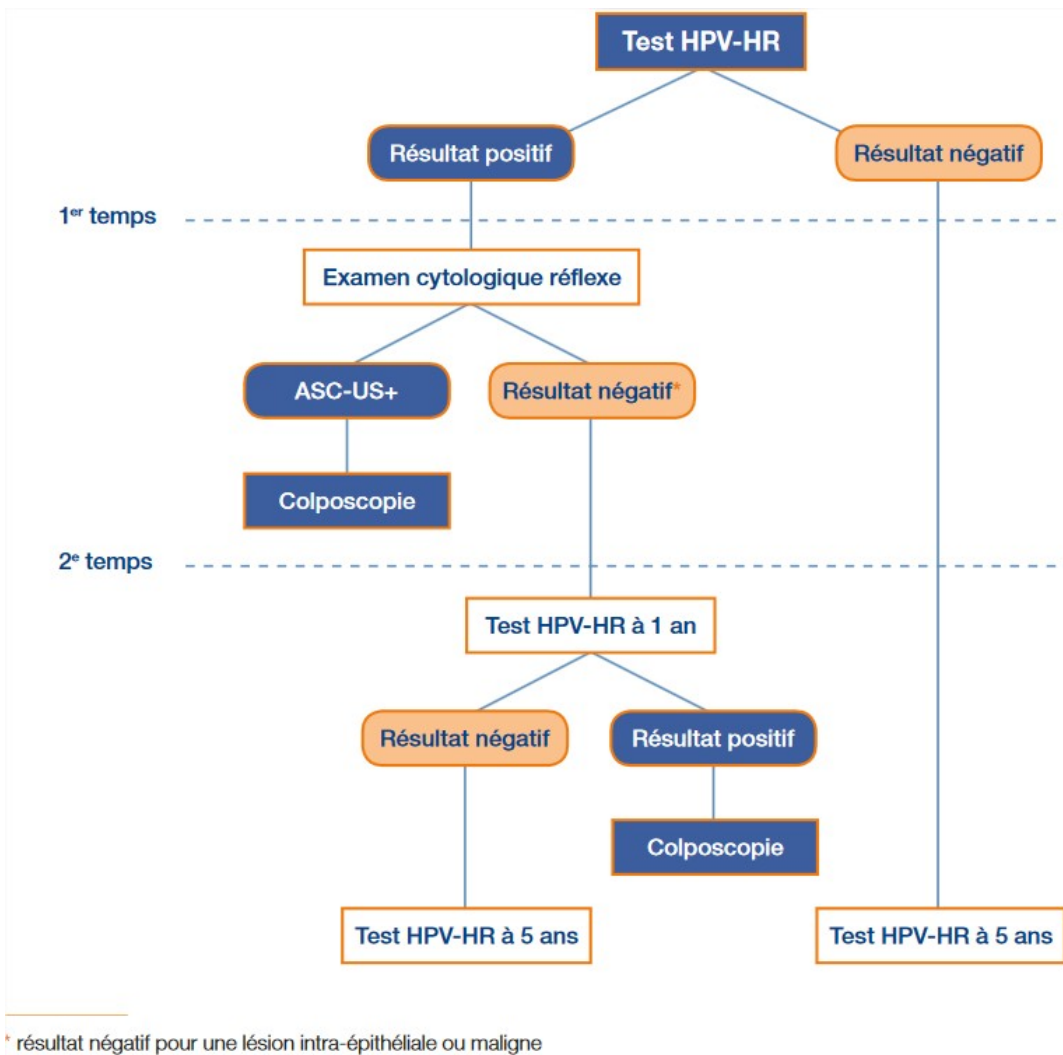 Test HPV-HR
Résultat positif
Résultat négatif
1er temps
Examen cytologique réflexe
ASC-US+
Résultat négatif*
Colposcopie
2e temps
Test HPV-HR à 1 an
Résultat négatif
Résultat positif
Colposcopie
Test HPV-HR à 5 ans
Test HPV-HR à 5 ans
* résultat négatif pour une lésion intra-épithéliale ou maligne